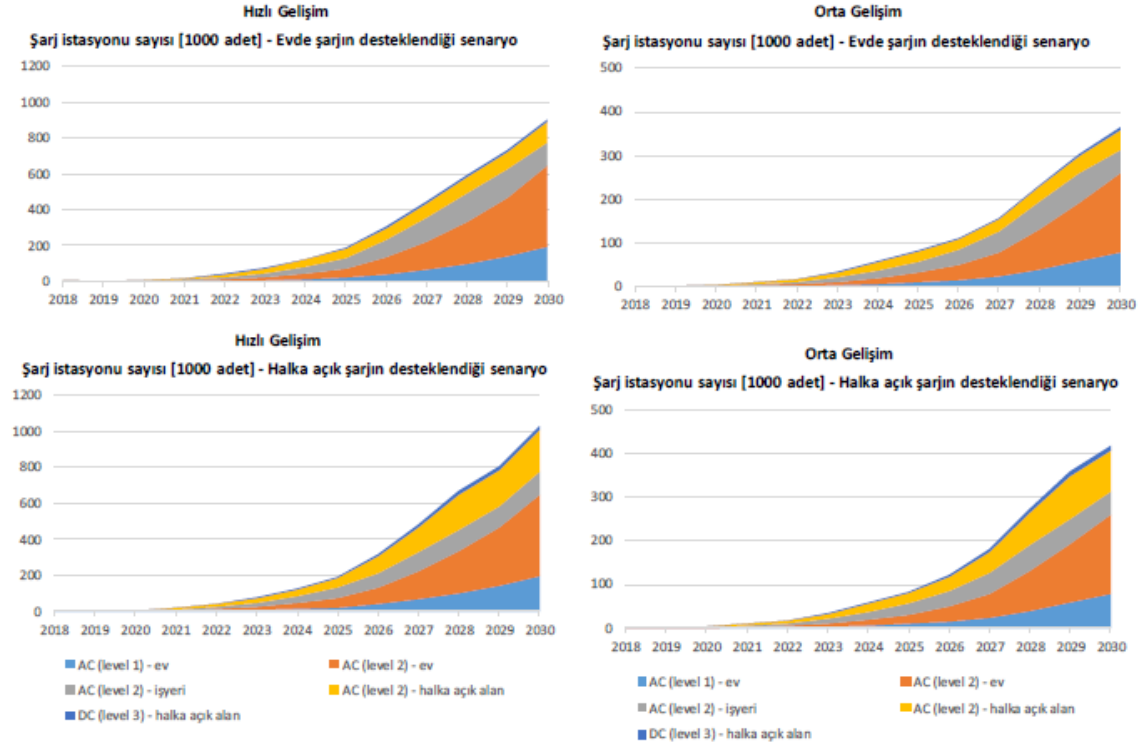 Hızlı Gelişim
Şarj istasyonu sayısı [1000 adet] - Evde şarjın desteklendiği senaryo
1200
1000
800
600
400
200
0
2018 2019 2020 2021 2022 2023 2024 2025 2026 2027 2028 2029 2030
Orta Gelişim
Şarj istasyonu sayısı [1000 adet] - Evde şarjın desteklendiği senaryo
500
400
300
200
100
0
2018 2019 2020 2021 2022 2023 2024 2025 2026 2027 2028 2029 2030
Hızlı Gelişim
Şarj istasyonu sayısı [1000 adet] - Halka açık şarjın desteklendiği senaryo
1200
1000
800
600
400
200
0
2018 2019 2020 2021 2022 2023 2024 2025 2026 2027 2028 2029 2030
AC (level 1) - ev
AC (level 2) - ev
AC (level 2) - işyeri
AC (level 2) - halka açık alan
DC (level 3) - halka açık alan
Orta Gelişim
Şarj istasyonu sayısı [1000 adet] - Halka açık şarjın desteklendiği senaryo
500
400
300
200
100
0
2018 2019 2020 2021 2022 2023 2024 2025 2026 2027 2028 2029 2030
AC (level 1) - ev
AC (level 2) - ev
AC (level 2) - işyeri
AC (level 2) - halka açık alan
DC (level 3) - halka açık alan